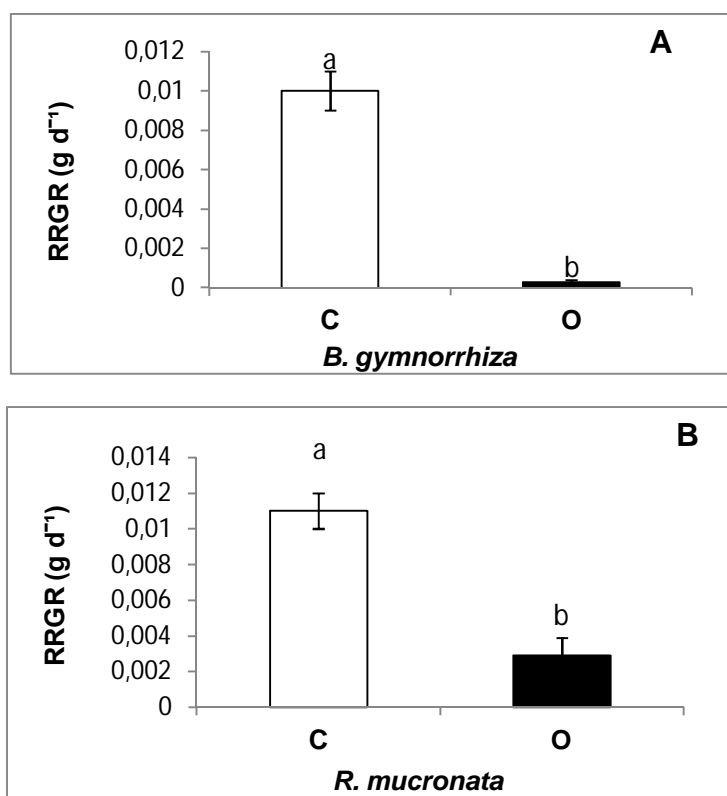 A
RRGR (g d⁻¹)
0,012
0,01
0,008
0,006
0,004
0,002
0
a
b
C O
B. gymnorrhiza
B
RRGR (g d⁻¹)
0,014
0,012
0,01
0,008
0,006
0,004
0,002
0
a
b
C O
R. mucronata